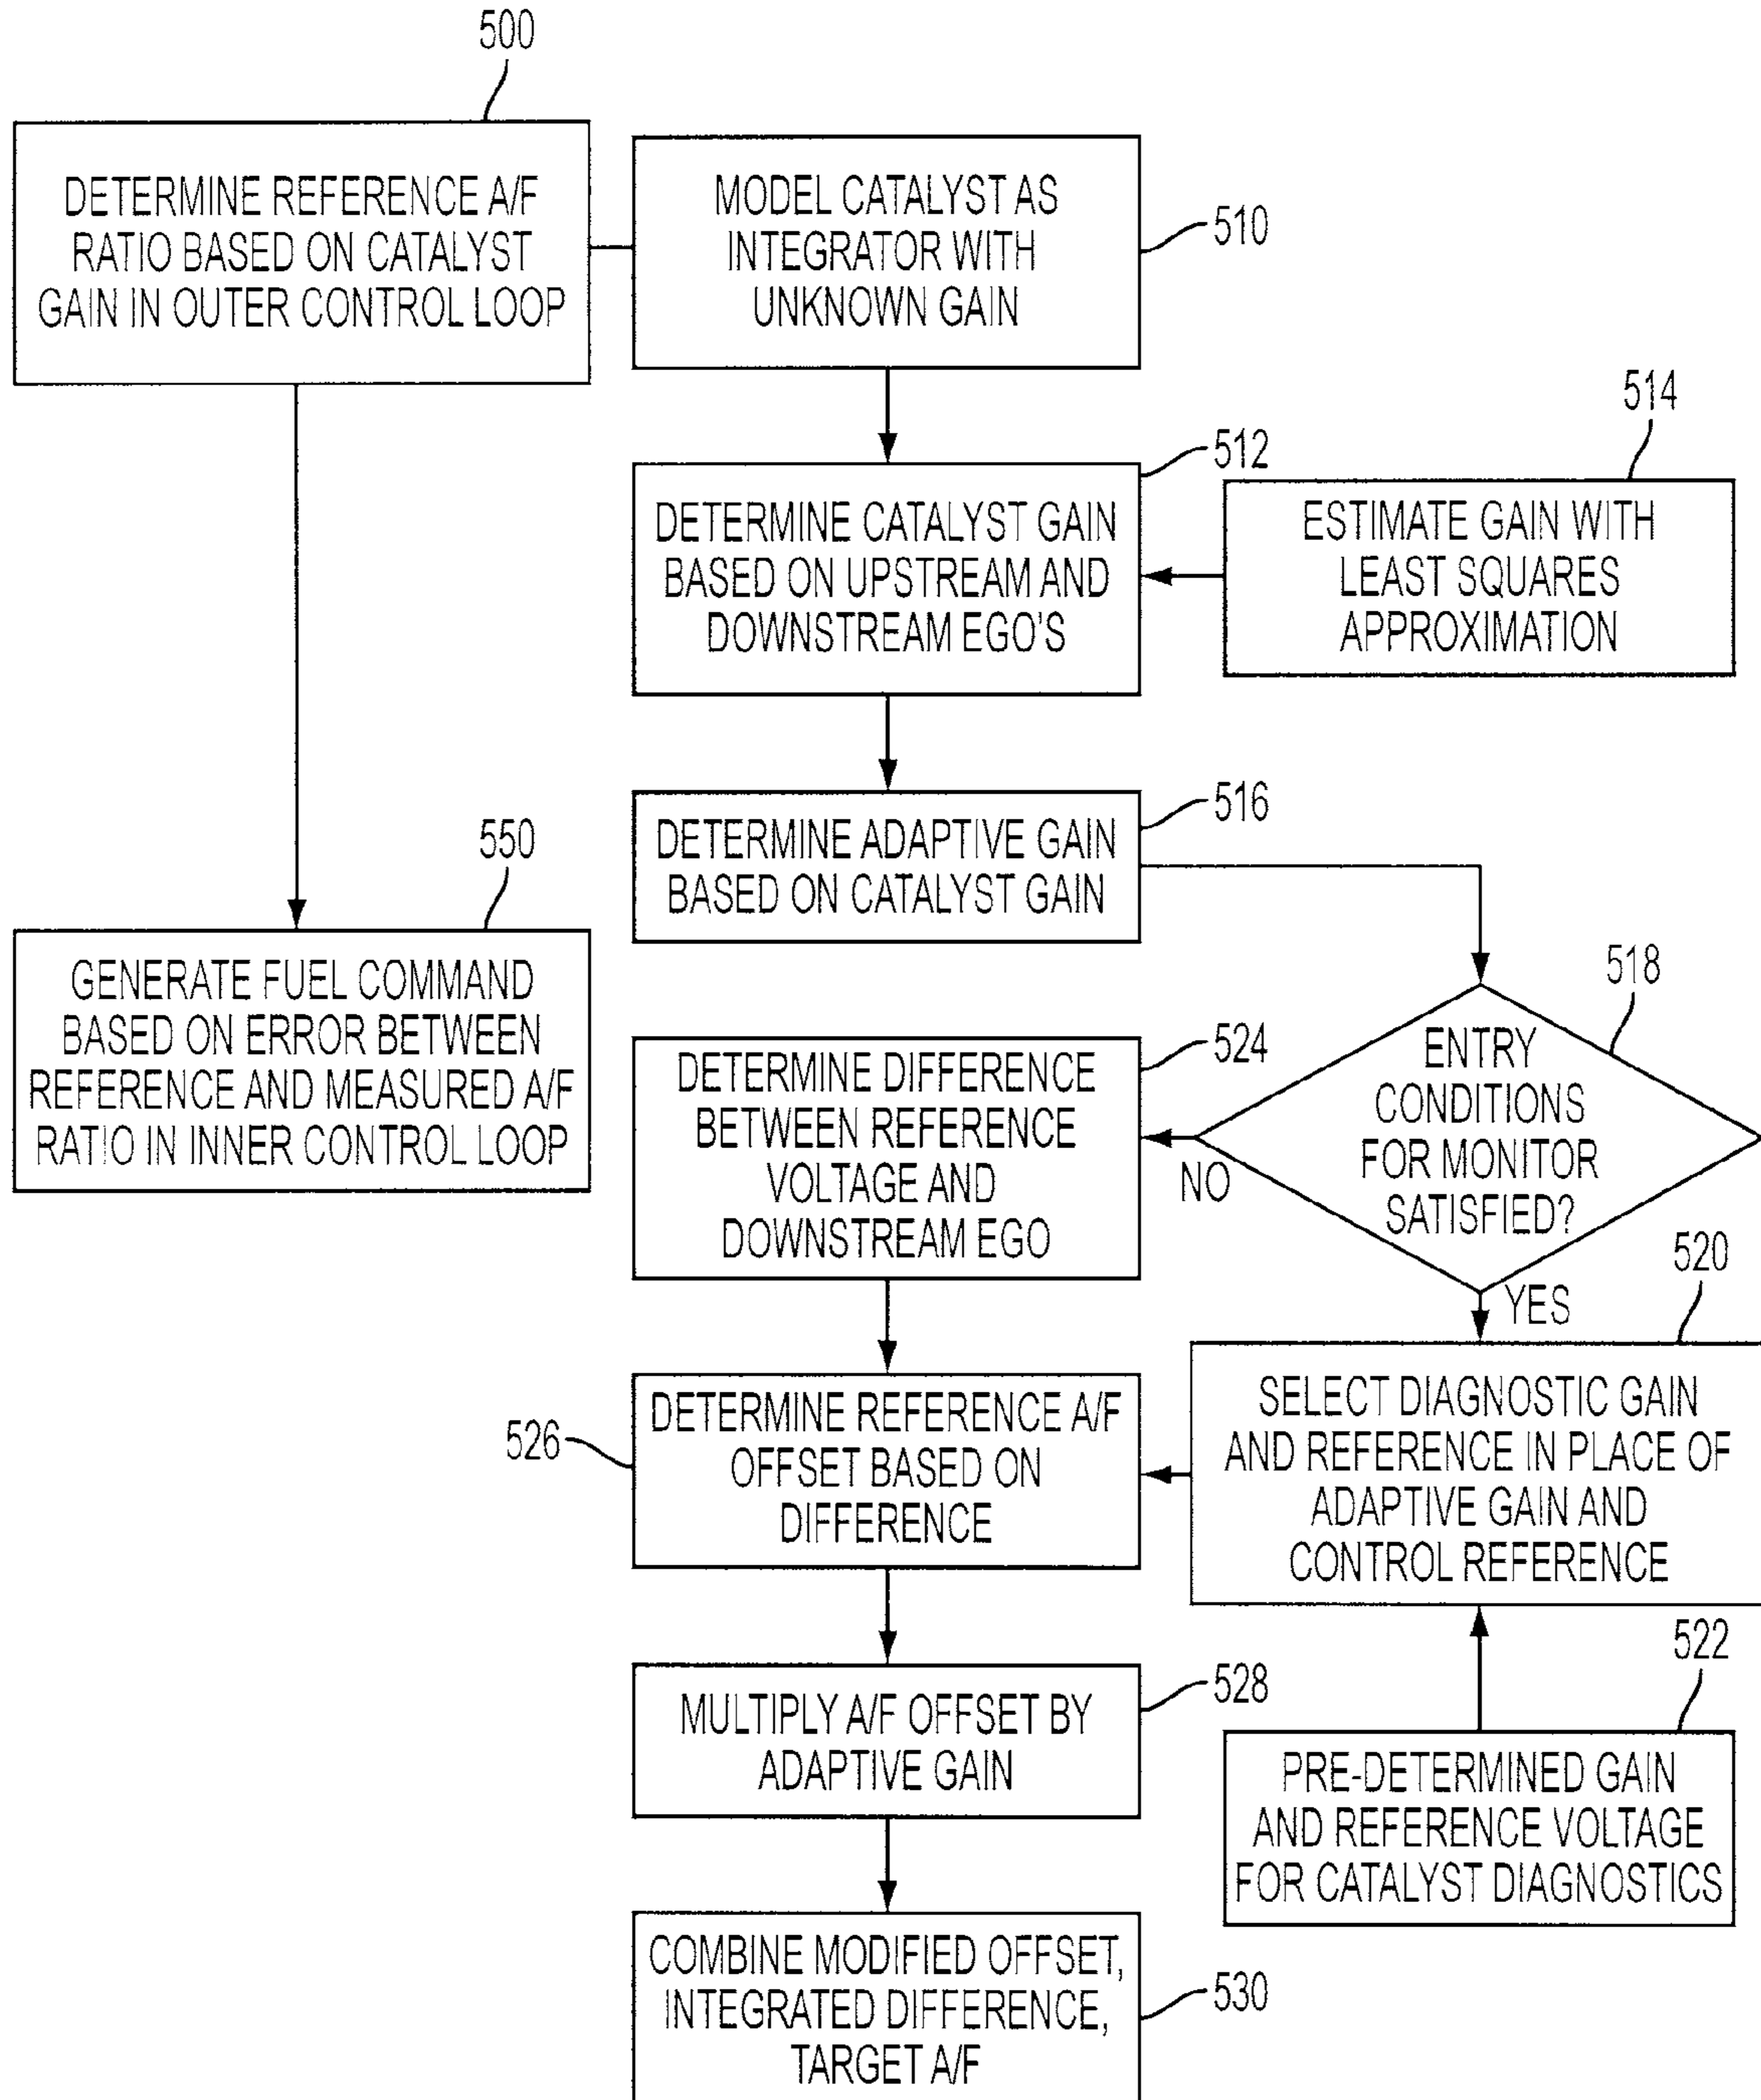 500
DETERMINE REFERENCE A/F
RATIO BASED ON CATALYST
GAIN IN OUTER CONTROL LOOP
MODEL CATALYST AS
INTEGRATOR WITH
UNKNOWN GAIN
510
512
DETERMINE CATALYST GAIN
BASED ON UPSTREAM AND
DOWNSTREAM EGO'S
514
ESTIMATE GAIN WITH
LEAST SQUARES
APPROXIMATION
516
DETERMINE ADAPTIVE GAIN
BASED ON CATALYST GAIN
550
GENERATE FUEL COMMAND
BASED ON ERROR BETWEEN
REFERENCE AND MEASURED A/F
RATIO IN INNER CONTROL LOOP
518
ENTRY
CONDITIONS
FOR MONITOR
SATISFIED?
NO
YES
524
DETERMINE DIFFERENCE
BETWEEN REFERENCE
VOLTAGE AND
DOWNSTREAM EGO
520
SELECT DIAGNOSTIC GAIN
AND REFERENCE IN PLACE OF
ADAPTIVE GAIN AND
CONTROL REFERENCE
526
DETERMINE REFERENCE A/F
OFFSET BASED ON
DIFFERENCE
522
PRE-DETERMINED GAIN
AND REFERENCE VOLTAGE
FOR CATALYST DIAGNOSTICS
528
MULTIPLY A/F OFFSET BY
ADAPTIVE GAIN
COMBINE MODIFIED OFFSET,
INTEGRATED DIFFERENCE,
TARGET A/F
530